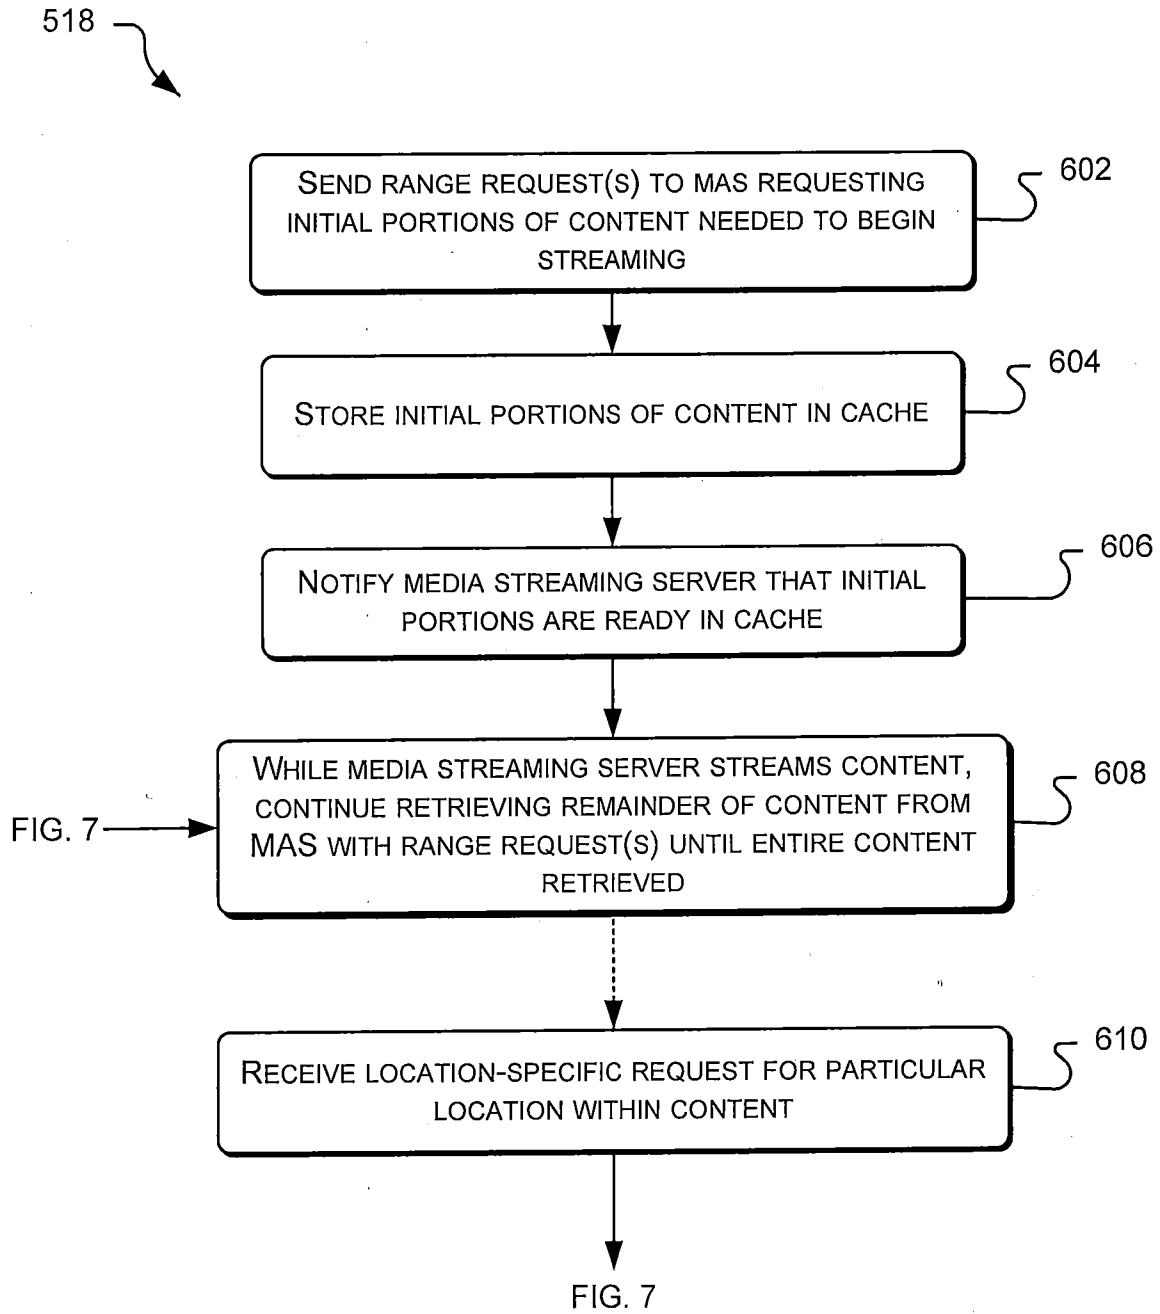 518
SEND RANGE REQUEST(S) TO MAS REQUESTING
INITIAL PORTIONS OF CONTENT NEEDED TO BEGIN
STREAMING
602
STORE INITIAL PORTIONS OF CONTENT IN CACHE
604
NOTIFY MEDIA STREAMING SERVER THAT INITIAL
PORTIONS ARE READY IN CACHE
606
WHILE MEDIA STREAMING SERVER STREAMS CONTENT,
CONTINUE RETRIEVING REMAINDER OF CONTENT FROM
MAS WITH RANGE REQUEST(S) UNTIL ENTIRE CONTENT
RETRIEVED
608
FIG. 7
RECEIVE LOCATION-SPECIFIC REQUEST FOR PARTICULAR
LOCATION WITHIN CONTENT
610
FIG. 7